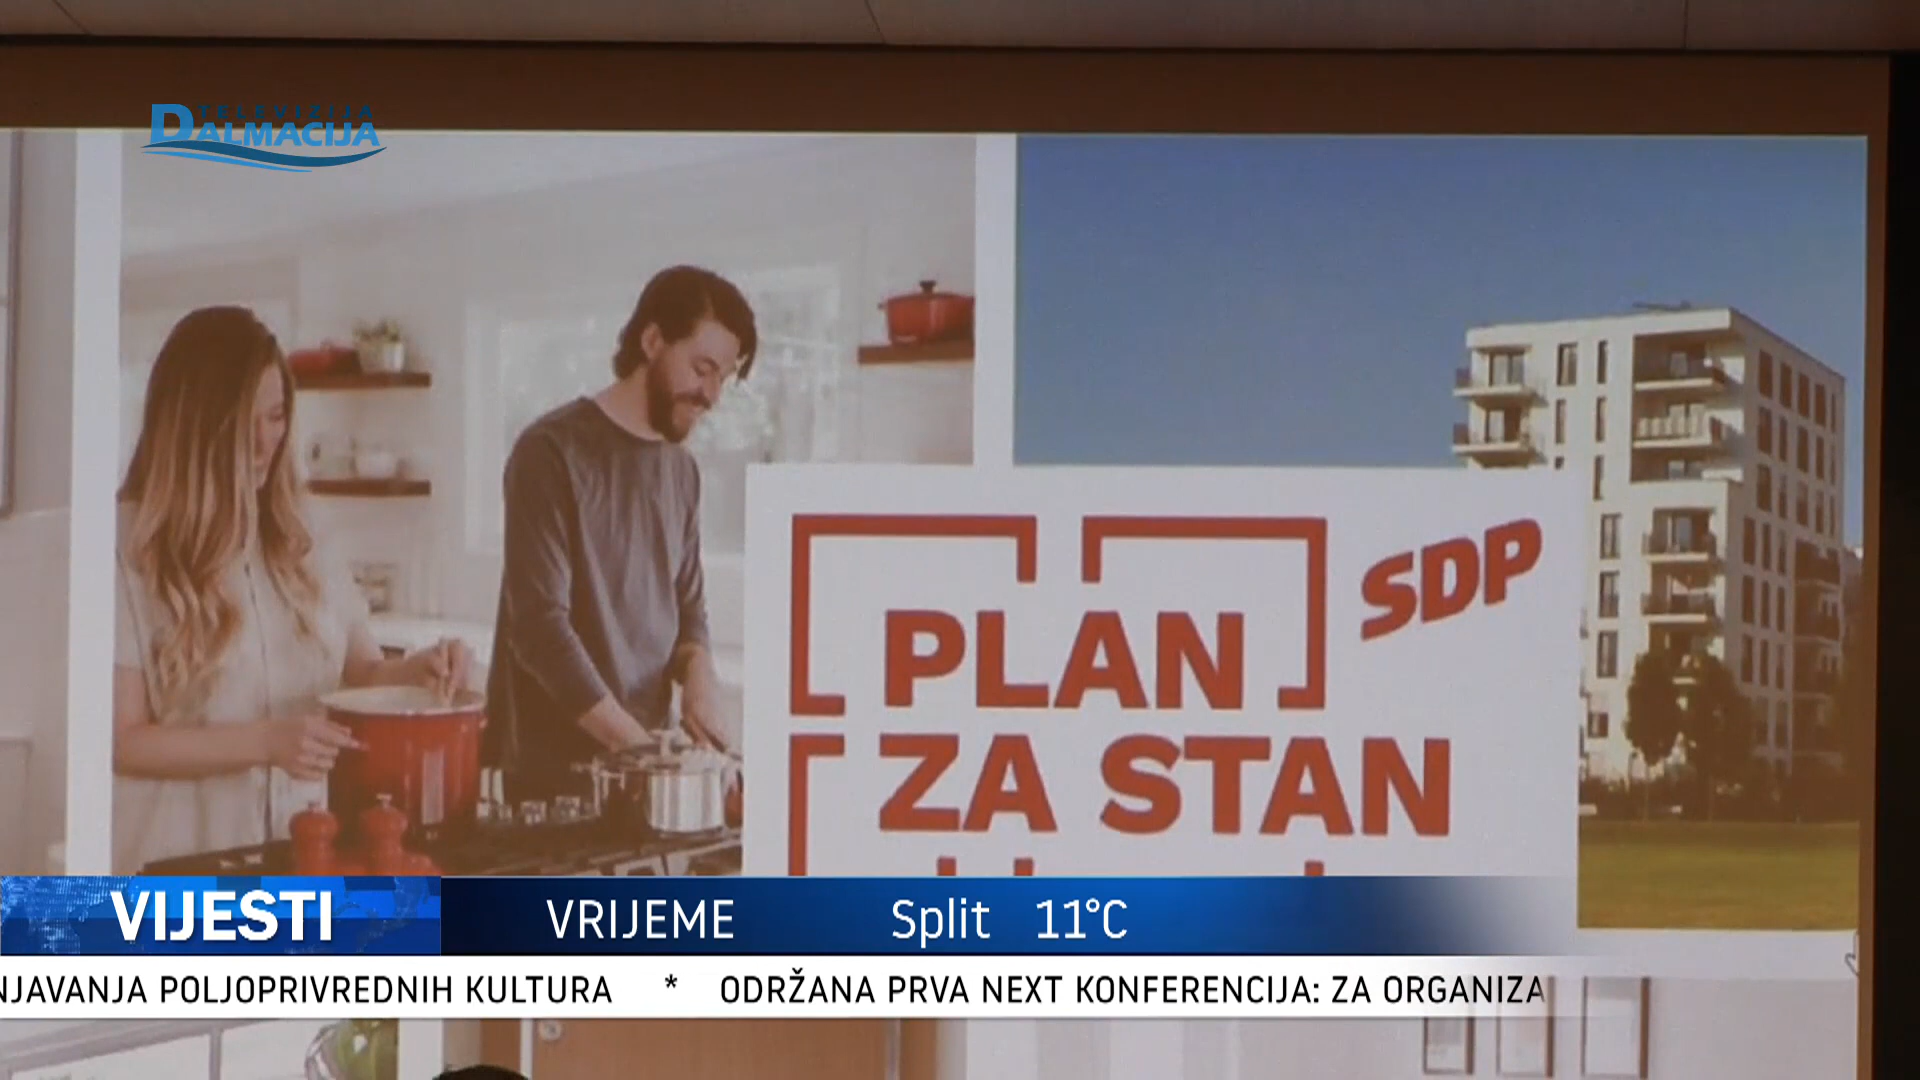 TELEVIZIJA
DALMACIJA
SDP
PLAN
ZA STAN
VIJESTI
VRIJEME Split 11°C
NJAVANJA POLJOPRIVREDNIH KULTURA * ODRŽANA PRVA NEXT KONFERENCIJA: ZA ORGANIZA